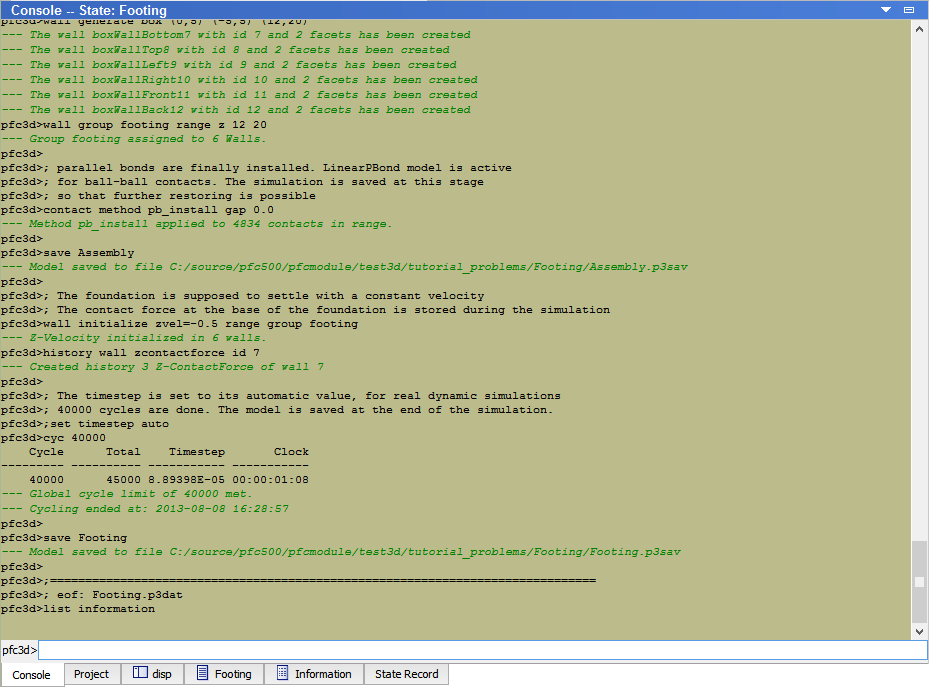 Console -- State: Footing
pfc3d>wall generate box (0,5) (-5,5) (12,20)
--- The wall boxWallBottom7 with id 7 and 2 facets has been created
--- The wall boxWallTop8 with id 8 and 2 facets has been created
--- The wall boxWallLeft9 with id 9 and 2 facets has been created
--- The wall boxWallRight10 with id 10 and 2 facets has been created
--- The wall boxWallFront11 with id 11 and 2 facets has been created
--- The wall boxWallBack12 with id 12 and 2 facets has been created
pfc3d>wall group footing range z 12 20
--- Group footing assigned to 6 Walls.
pfc3d>
pfc3d>; parallel bonds are finally installed. LinearPBond model is active
pfc3d>; for ball-ball contacts. The simulation is saved at this stage
pfc3d>; so that further restoring is possible
pfc3d>contact method pb_install gap 0.0
--- Method pb_install applied to 4834 contacts in range.
pfc3d>
pfc3d>save Assembly
--- Model saved to file C:/source/pfc500/pfcmodule/test3d/tutorial_problems/Footing/Assembly.p3sav
pfc3d>
pfc3d>; The foundation is supposed to settle with a constant velocity
pfc3d>; The contact force at the base of the foundation is stored during the simulation
pfc3d>wall initialize zvel=-0.5 range group footing
--- Z-Velocity initialized in 6 walls.
pfc3d>history wall zcontactforce id 7
--- Created history 3 Z-ContactForce of wall 7
pfc3d>
pfc3d>; The timestep is set to its automatic value, for real dynamic simulations
pfc3d>; 40000 cycles are done. The model is saved at the end of the simulation.
pfc3d>;set timestep auto
pfc3d>cyc 40000
    Cycle      Total    Timestep       Clock
--------- ---------- ----------- -----------
    40000      45000 8.89398E-05 00:00:01:08
--- Global cycle limit of 40000 met.
--- Cycling ended at: 2013-08-08 16:28:57
pfc3d>
pfc3d>save Footing
--- Model saved to file C:/source/pfc500/pfcmodule/test3d/tutorial_problems/Footing/Footing.p3sav
pfc3d>
pfc3d>;==============================================================================
pfc3d>; eof: Footing.p3dat
pfc3d>list information
pfc3d>
Console Project disp Footing Information State Record